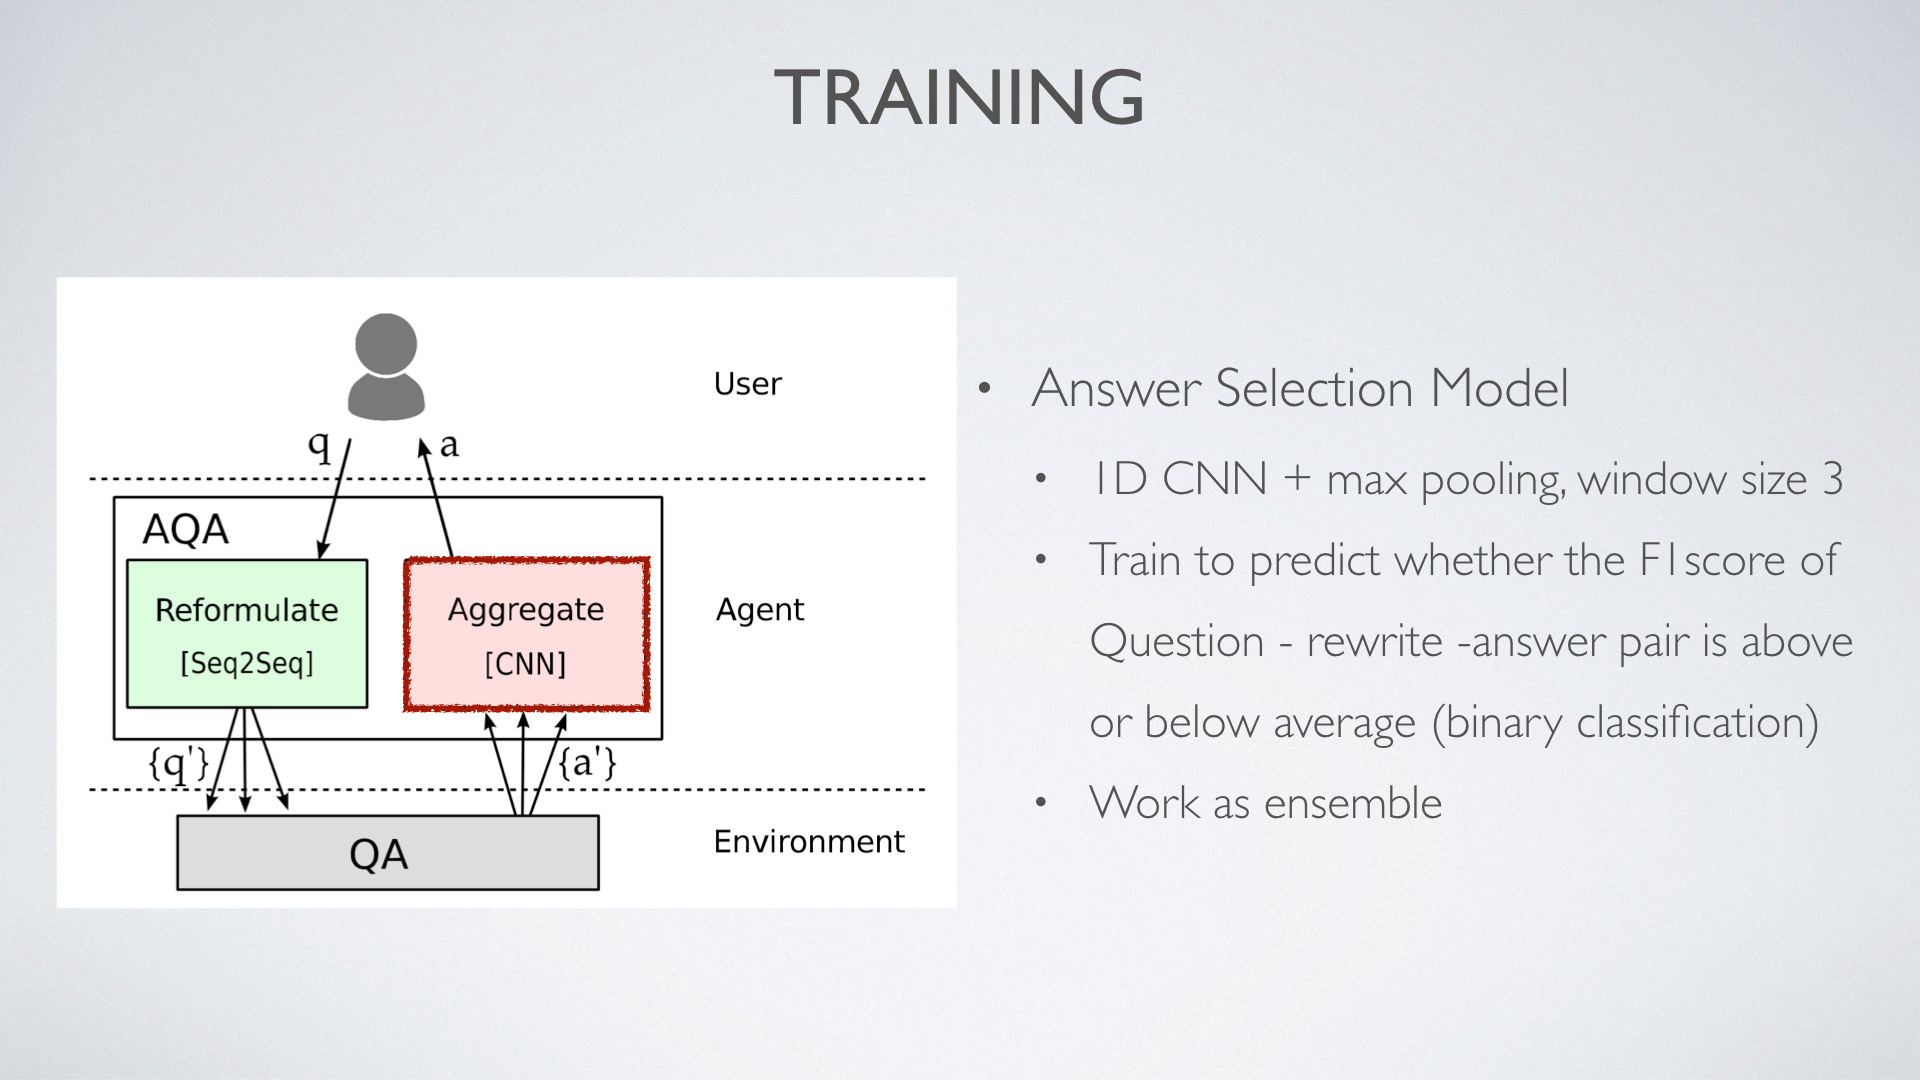 TRAINING
User
q
a
AQA
Reformulate
[Seq2Seq]
Aggregate
[CNN]
Agent
{q'}
{a'}
QA
Environment
• Answer Selection Model
• 1D CNN + max pooling, window size 3
• Train to predict whether the F1score of
Question - rewrite -answer pair is above
or below average (binary classification)
• Work as ensemble